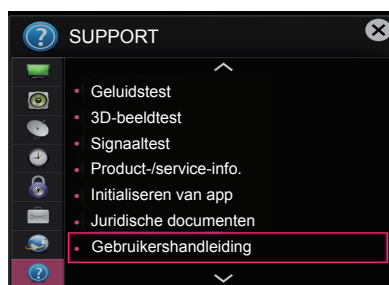 SUPPORT
• Geluidstest
• 3D-beeldtest
• Signaaltest
• Product-/service-info.
• Initialiseren van app
• Juridische documenten
• Gebruikershandleiding